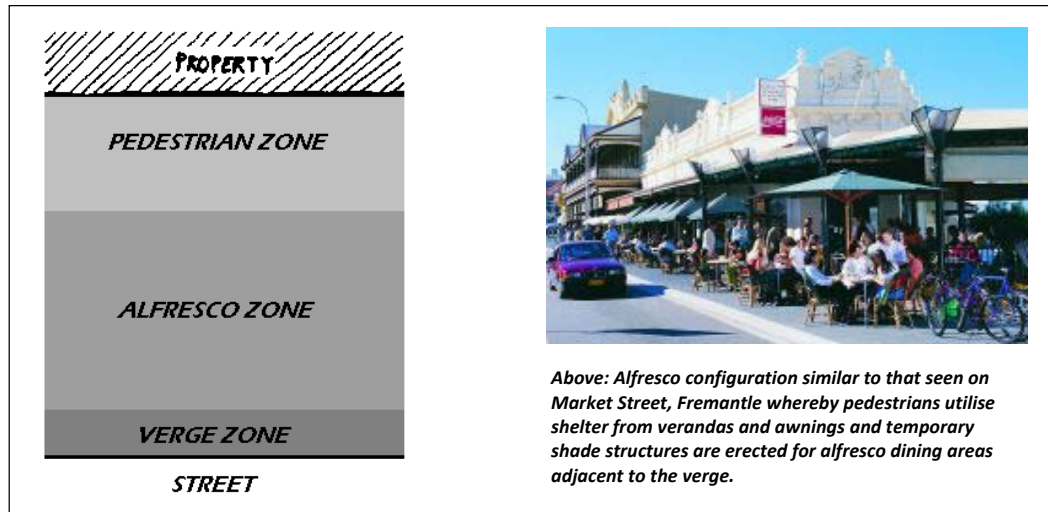 PROPERTY
PEDESTRIAN ZONE
ALFRESCO ZONE
VERGE ZONE
STREET
Above: Alfresco configuration similar to that seen on
Market Street, Fremantle whereby pedestrians utilise
shelter from verandas and awnings and temporary
shade structures are erected for alfresco dining areas
adjacent to the verge.